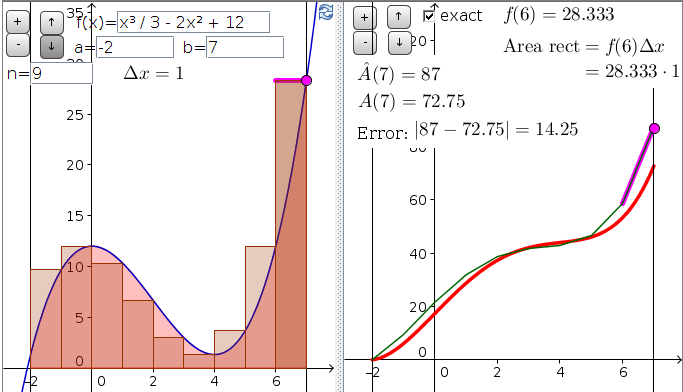 + ↑ f(x)= x³ / 3 - 2x² + 12
- ↓ a= -2 b= 7
n= 9 Δx = 1
35
25
20
15
10
5
0
-2 0 2 4 6
+ ↑ exact f(6) = 28.333
- ↓ 20 Area rect = f(6)Δx
= 28.333 · 1
Â(7) = 87
A(7) = 72.75
Error: |87 − 72.75| = 14.25
80
60
40
20
0
-2 0 2 4 6